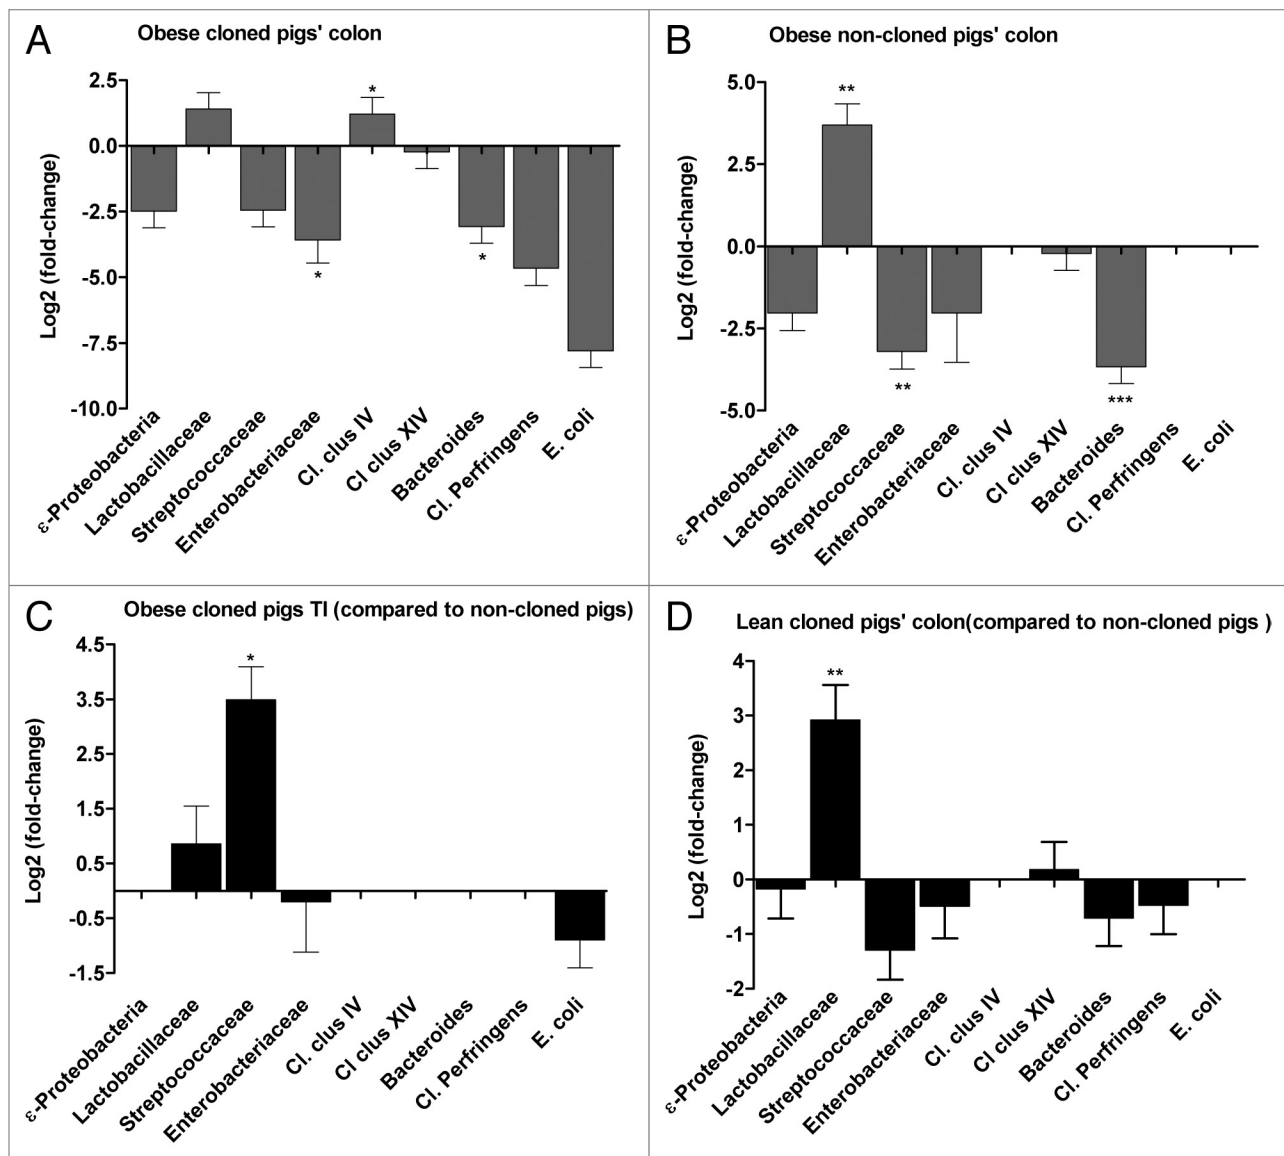 A
Obese cloned pigs' colon
Log2 (fold-change)
2.5
0.0
-2.5
-5.0
-7.5
-10.0
*
*
*
ε-Proteobacteria
Lactobacillaceae
Streptococcaceae
Enterobacteriaceae
Cl. clus IV
Cl clus XIV
Bacteroides
Cl. Perfringens
E. coli
B
Obese non-cloned pigs' colon
Log2 (fold-change)
5.0
2.5
0.0
-2.5
-5.0
**
**
***
ε-Proteobacteria
Lactobacillaceae
Streptococcaceae
Enterobacteriaceae
Cl. clus IV
Cl clus XIV
Bacteroides
Cl. Perfringens
E. coli
C
Obese cloned pigs TI (compared to non-cloned pigs)
Log2 (fold-change)
4.5
3.5
2.5
1.5
0.5
-0.5
-1.5
*
ε-Proteobacteria
Lactobacillaceae
Streptococcaceae
Enterobacteriaceae
Cl. clus IV
Cl clus XIV
Bacteroides
Cl. Perfringens
E. coli
D
Lean cloned pigs' colon(compared to non-cloned pigs )
Log2 (fold-change)
4
3
2
1
0
-1
-2
**
ε-Proteobacteria
Lactobacillaceae
Streptococcaceae
Enterobacteriaceae
Cl. clus IV
Cl clus XIV
Bacteroides
Cl. Perfringens
E. coli